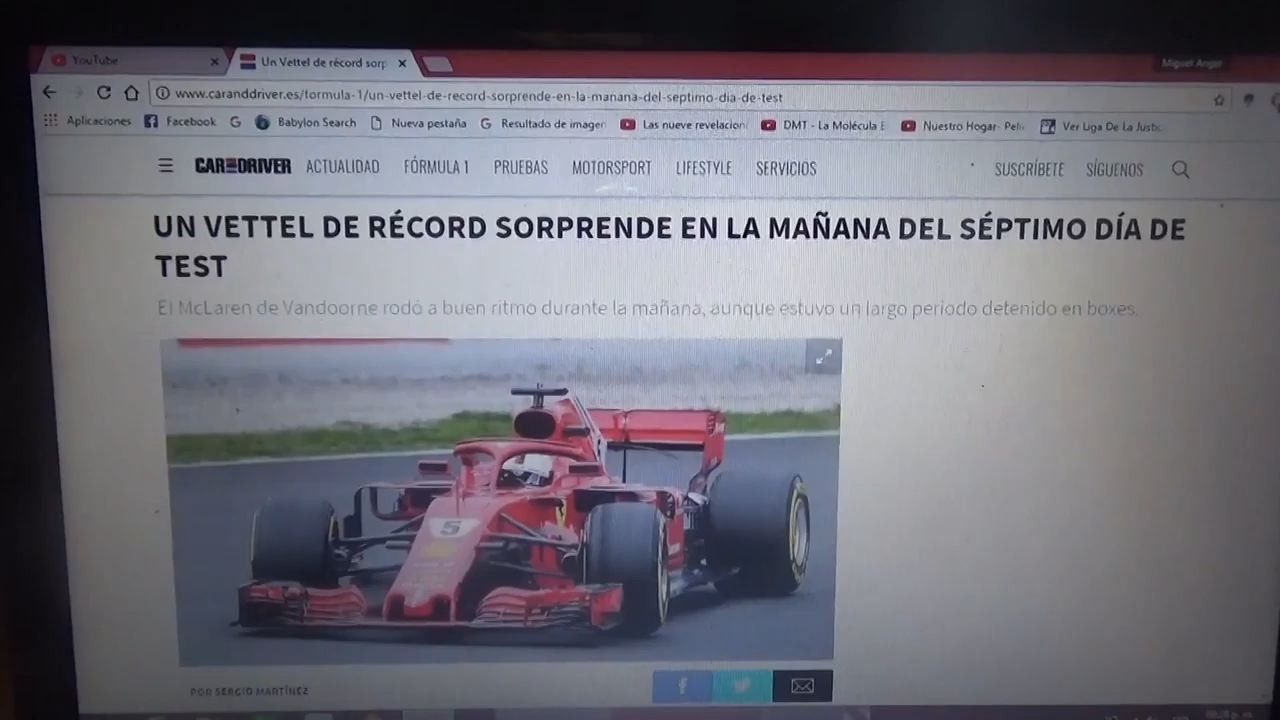 YouTube
Un Vettel de récord sorp
Miguel Angel
www.caranddriver.es/formula-1/un-vettel-de-record-sorprende-en-la-manana-del-septimo-dia-de-test
Aplicaciones Facebook Babylon Search Nueva pestaña Resultado de imagen Las nueve revelacion DMT - La Molécula E Nuestro Hogar- Pelí Ver Liga De La Justic
CAR AND DRIVER ACTUALIDAD FÓRMULA 1 PRUEBAS MOTORSPORT LIFESTYLE SERVICIOS SUSCRÍBETE SÍGUENOS
UN VETTEL DE RÉCORD SORPRENDE EN LA MAÑANA DEL SÉPTIMO DÍA DE
TEST
El McLaren de Vandoorne rodó a buen ritmo durante la mañana, aunque estuvo un largo periodo detenido en boxes.
5
POR SERGIO MARTÍNEZ